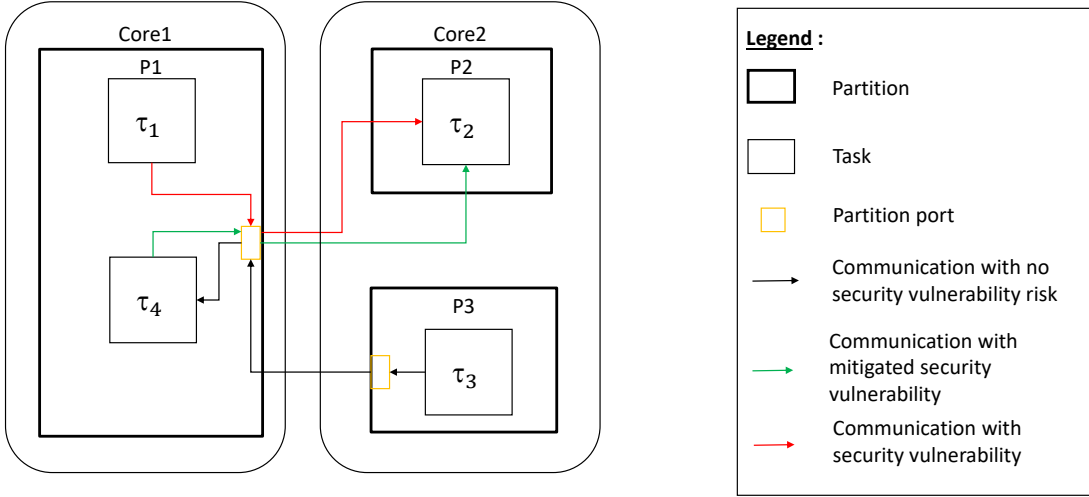 Core1
P1
τ1
τ4
Core2
P2
τ2
P3
τ3
Legend :
Partition
Task
Partition port
Communication with no
security vulnerability risk
Communication with
mitigated security
vulnerability
Communication with
security vulnerability